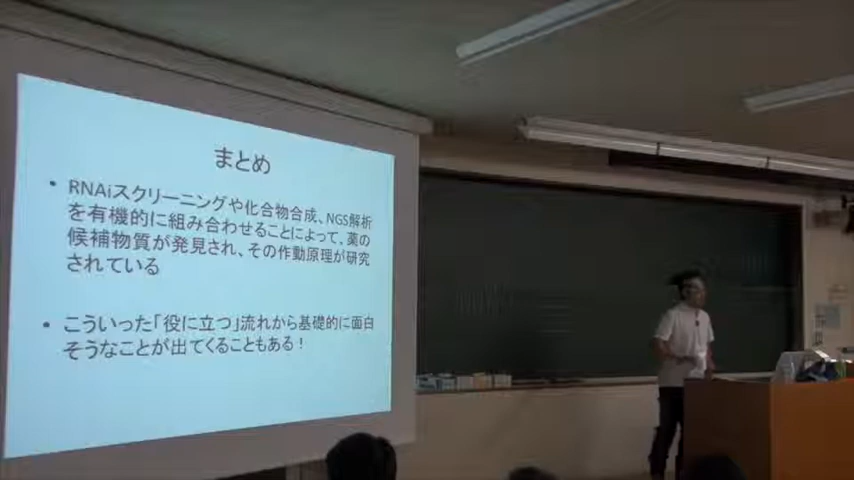 まとめ
• RNAiスクリーニングや化合物合成、NGS解析
を有機的に組み合わせることによって、薬の
候補物質が発見され、その作動原理が研究
されている
• こういった「役に立つ」流れから基礎的に面白
そうなことが出てくることもある！